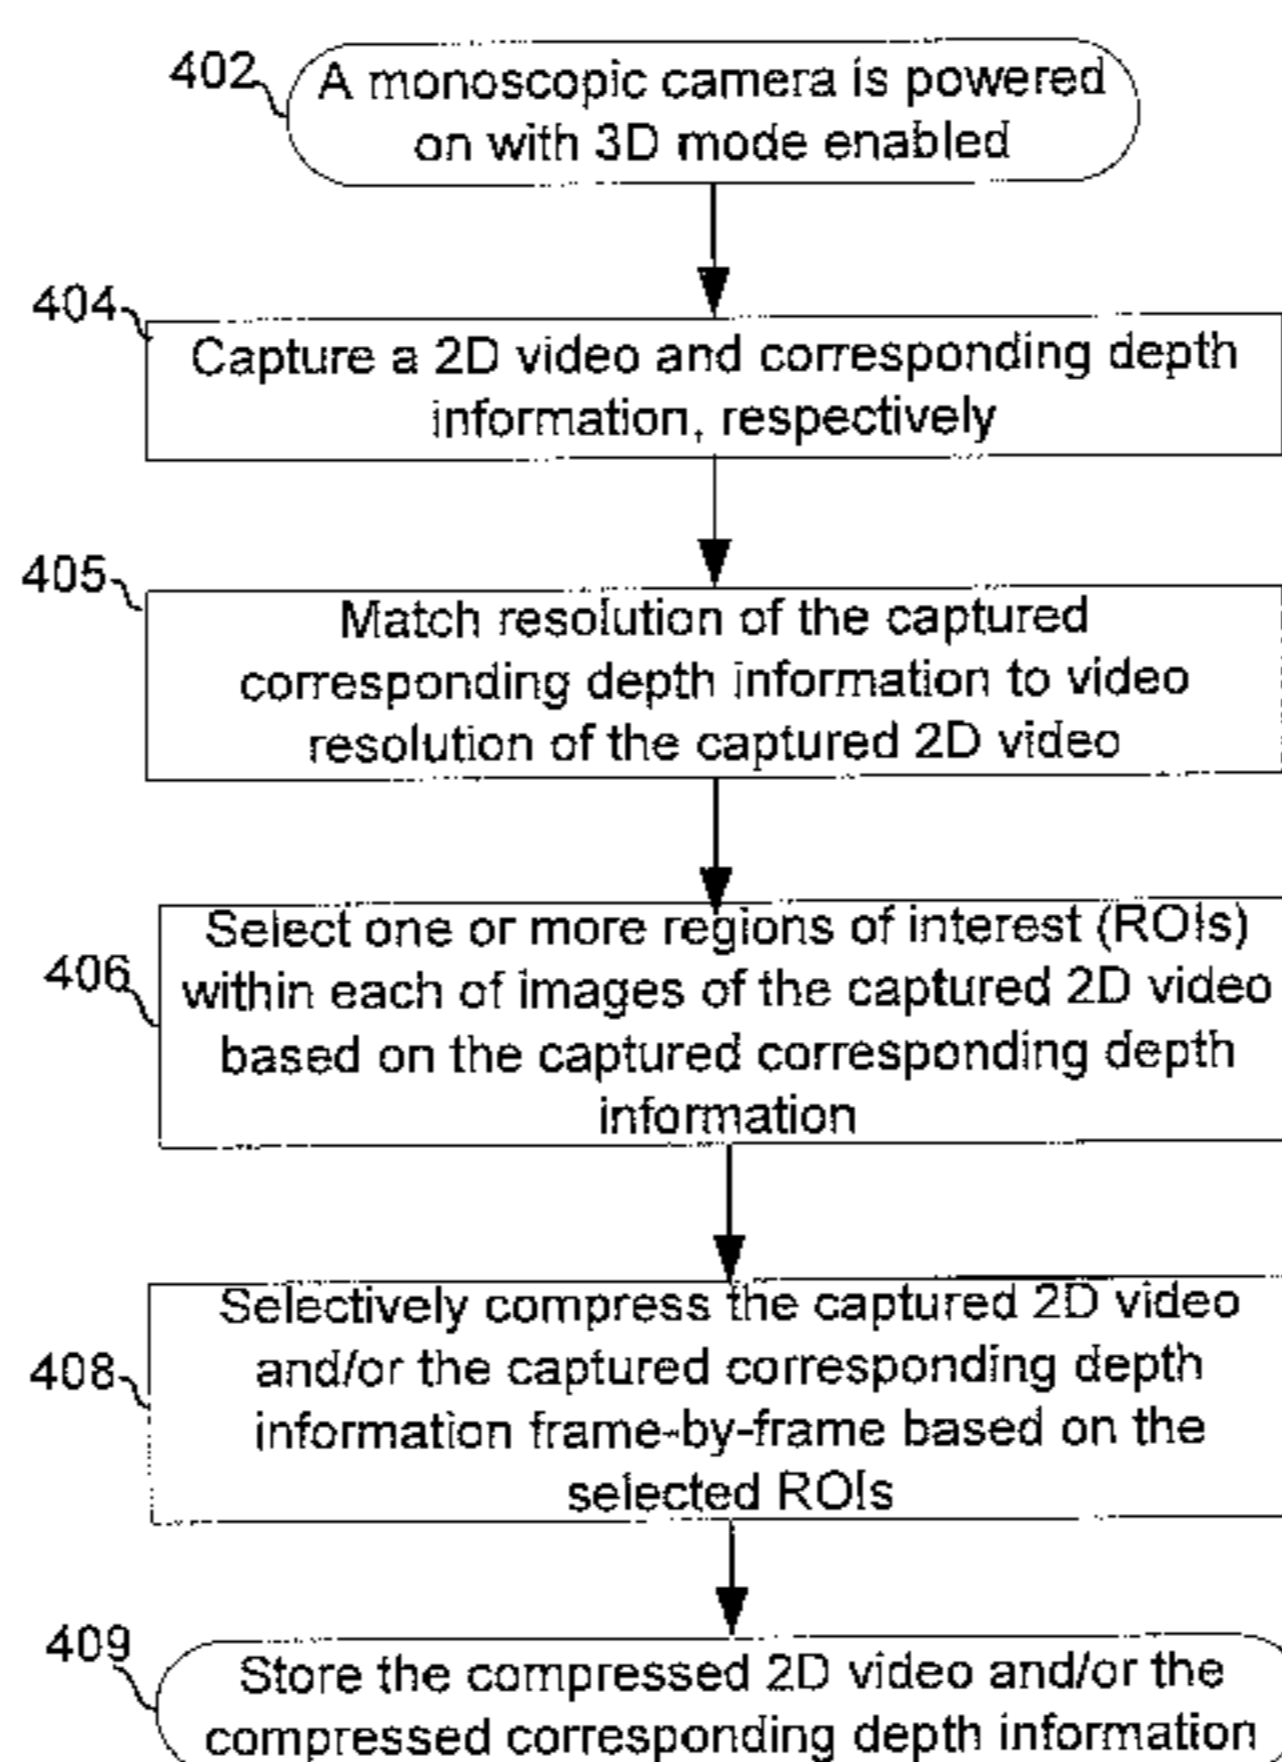 402
A monoscopic camera is powered
on with 3D mode enabled
404
Capture a 2D video and corresponding depth
information, respectively
405
Match resolution of the captured
corresponding depth information to video
resolution of the captured 2D video
406
Select one or more regions of interest (ROIs)
within each of images of the captured 2D video
based on the captured corresponding depth
information
408
Selectively compress the captured 2D video
and/or the captured corresponding depth
information frame-by-frame based on the
selected ROIs
409
Store the compressed 2D video and/or the
compressed corresponding depth information